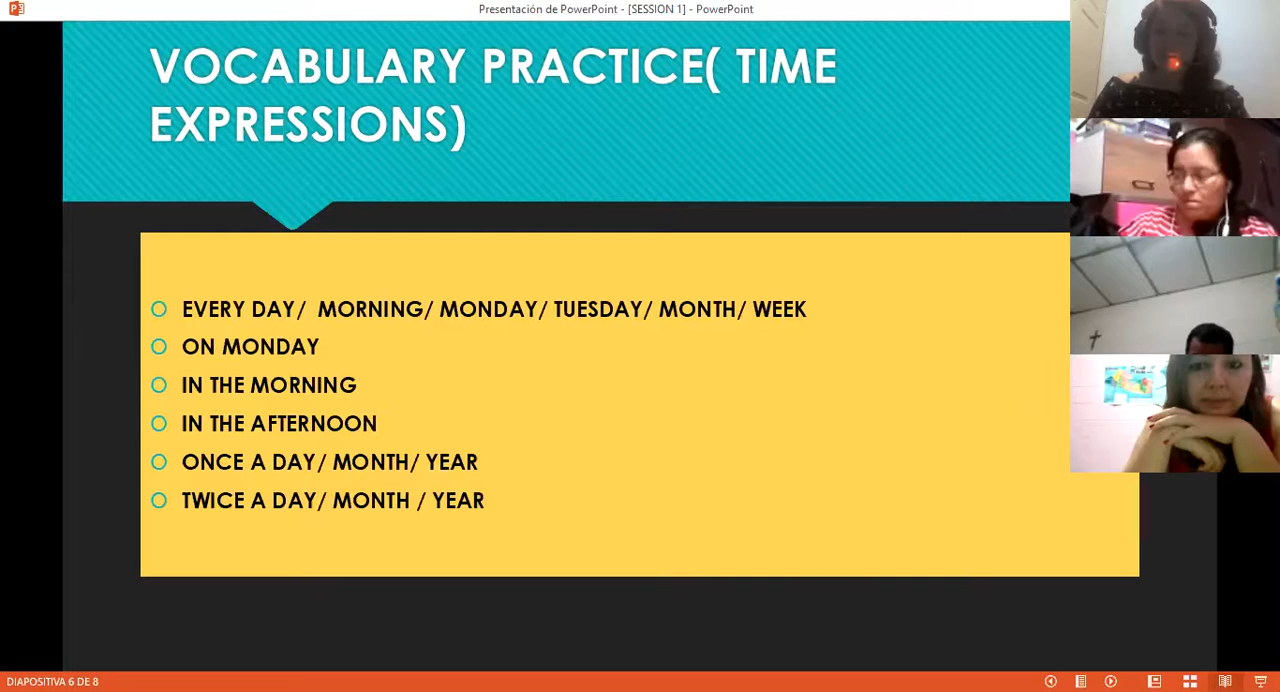 Presentación de PowerPoint - [SESSION 1] - PowerPoint
VOCABULARY PRACTICE( TIME
EXPRESSIONS)
EVERY DAY/ MORNING/ MONDAY/ TUESDAY/ MONTH/ WEEK
ON MONDAY
IN THE MORNING
IN THE AFTERNOON
ONCE A DAY/ MONTH/ YEAR
TWICE A DAY/ MONTH / YEAR
DIAPOSITIVA 6 DE 8